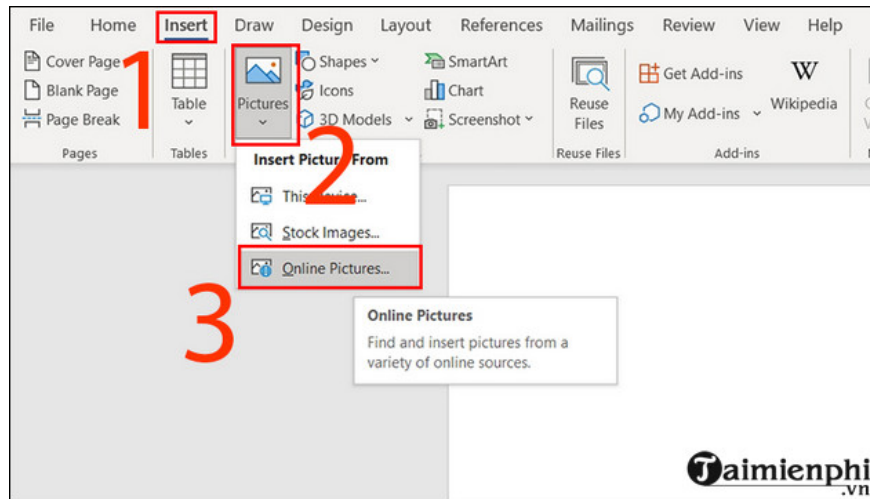 File Home Insert Draw Design Layout References Mailings Review View Help
Cover Page
Blank Page
Page Break
Pages
1
Table
Tables
Pictures
Shapes
Icons
3D Models
SmartArt
Chart
Screenshot
Reuse
Files
Reuse Files
Get Add-ins
My Add-ins
W
Wikipedia
Add-ins
2
Insert Picture From
This Device...
Stock Images...
Online Pictures...
3
Online Pictures
Find and insert pictures from a
variety of online sources.
Taimienphi
.vn